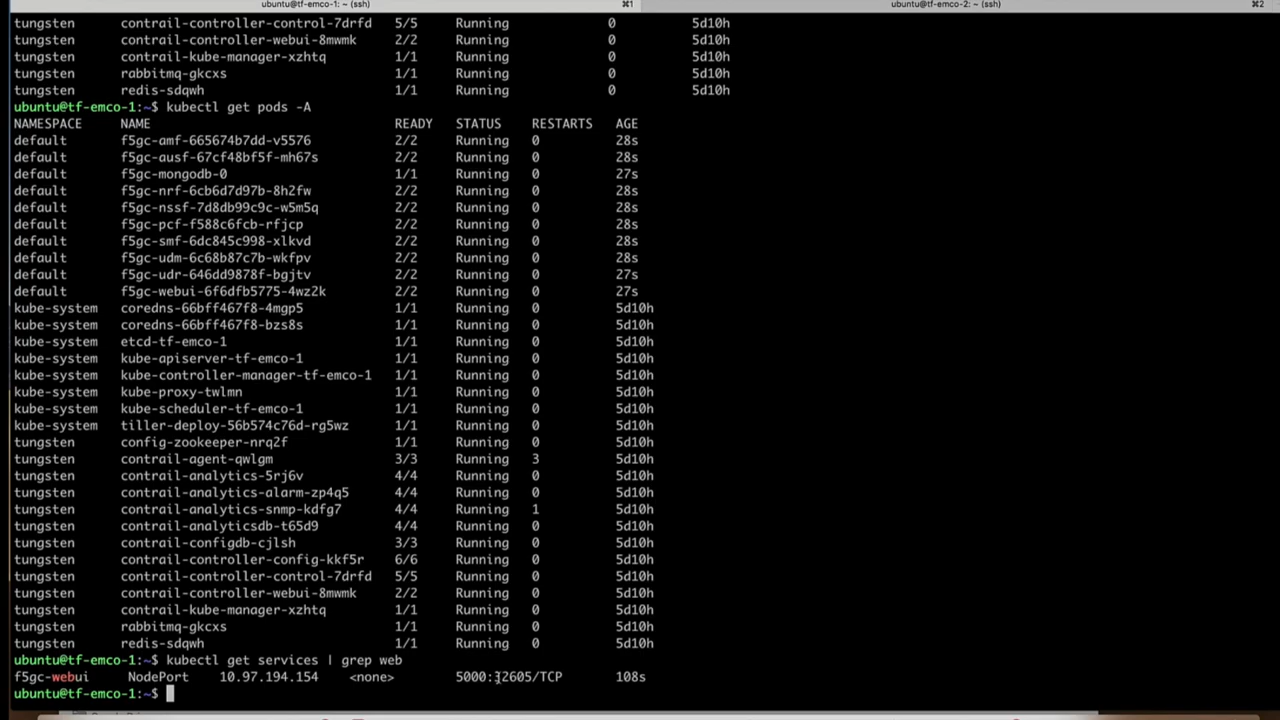 ubuntu@tf-emco-1: ~ (ssh) ⌘1 ubuntu@tf-emco-2: ~ (ssh) ⌘2
tungsten contrail-controller-control-7drfd 5/5 Running 0 5d10h
tungsten contrail-controller-webui-8mwmk 2/2 Running 0 5d10h
tungsten contrail-kube-manager-xzhtq 1/1 Running 0 5d10h
tungsten rabbitmq-gkcxs 1/1 Running 0 5d10h
tungsten redis-sdqwh 1/1 Running 0 5d10h
ubuntu@tf-emco-1:~$ kubectl get pods -A
NAMESPACE NAME READY STATUS RESTARTS AGE
default f5gc-amf-665674b7dd-v5576 2/2 Running 0 28s
default f5gc-ausf-67cf48bf5f-mh67s 2/2 Running 0 28s
default f5gc-mongodb-0 1/1 Running 0 27s
default f5gc-nrf-6cb6d7d97b-8h2fw 2/2 Running 0 28s
default f5gc-nssf-7d8db99c9c-w5m5q 2/2 Running 0 28s
default f5gc-pcf-f588c6fcb-rfjcp 2/2 Running 0 28s
default f5gc-smf-6dc845c998-xlkvd 2/2 Running 0 28s
default f5gc-udm-6c68b87c7b-wkfpv 2/2 Running 0 28s
default f5gc-udr-646dd9878f-bgjtv 2/2 Running 0 27s
default f5gc-webui-6f6dfb5775-4wz2k 2/2 Running 0 27s
kube-system coredns-66bff467f8-4mgp5 1/1 Running 0 5d10h
kube-system coredns-66bff467f8-bzs8s 1/1 Running 0 5d10h
kube-system etcd-tf-emco-1 1/1 Running 0 5d10h
kube-system kube-apiserver-tf-emco-1 1/1 Running 0 5d10h
kube-system kube-controller-manager-tf-emco-1 1/1 Running 0 5d10h
kube-system kube-proxy-twlmn 1/1 Running 0 5d10h
kube-system kube-scheduler-tf-emco-1 1/1 Running 0 5d10h
kube-system tiller-deploy-56b574c76d-rg5wz 1/1 Running 0 5d10h
tungsten config-zookeeper-nrq2f 1/1 Running 0 5d10h
tungsten contrail-agent-qwlgm 3/3 Running 3 5d10h
tungsten contrail-analytics-5rj6v 4/4 Running 0 5d10h
tungsten contrail-analytics-alarm-zp4q5 4/4 Running 0 5d10h
tungsten contrail-analytics-snmp-kdfg7 4/4 Running 1 5d10h
tungsten contrail-analyticsdb-t65d9 4/4 Running 0 5d10h
tungsten contrail-configdb-cjlsh 3/3 Running 0 5d10h
tungsten contrail-controller-config-kkf5r 6/6 Running 0 5d10h
tungsten contrail-controller-control-7drfd 5/5 Running 0 5d10h
tungsten contrail-controller-webui-8mwmk 2/2 Running 0 5d10h
tungsten contrail-kube-manager-xzhtq 1/1 Running 0 5d10h
tungsten rabbitmq-gkcxs 1/1 Running 0 5d10h
tungsten redis-sdqwh 1/1 Running 0 5d10h
ubuntu@tf-emco-1:~$ kubectl get services | grep web
f5gc-webui NodePort 10.97.194.154 <none> 5000:32605/TCP 108s
ubuntu@tf-emco-1:~$